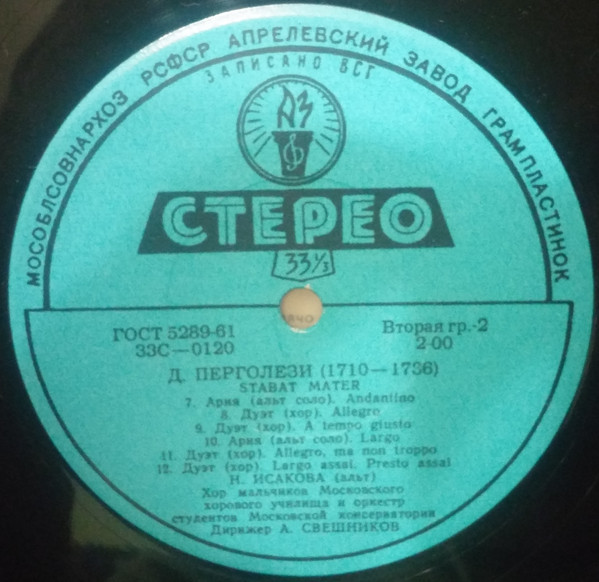 МОСОБЛСОВНАРХОЗ РСФСР АПРЕЛЕВСКИЙ ЗАВОД ГРАМПЛАСТИНОК
ЗАПИСАНО ВСГ
АЗ
СТЕРЕО
33⅓
ГОСТ 5289-61
33С—0120
Вторая гр.-2
2-00
Д. ПЕРГОЛЕЗИ (1710—1736)
STABAT MATER
7. Ария (альт соло). Andantino
8. Дуэт (хор). Allegro
9. Дуэт (хор). A tempo giusto
10. Ария (альт соло). Largo
11. Дуэт (хор). Allegro, ma non troppo
12. Дуэт (хор). Largo assai. Presto assai
Н. ИСАКОВА (альт)
Хор мальчиков Московского
хорового училища и оркестр
студентов Московской консерватории
Дирижер А. СВЕШНИКОВ